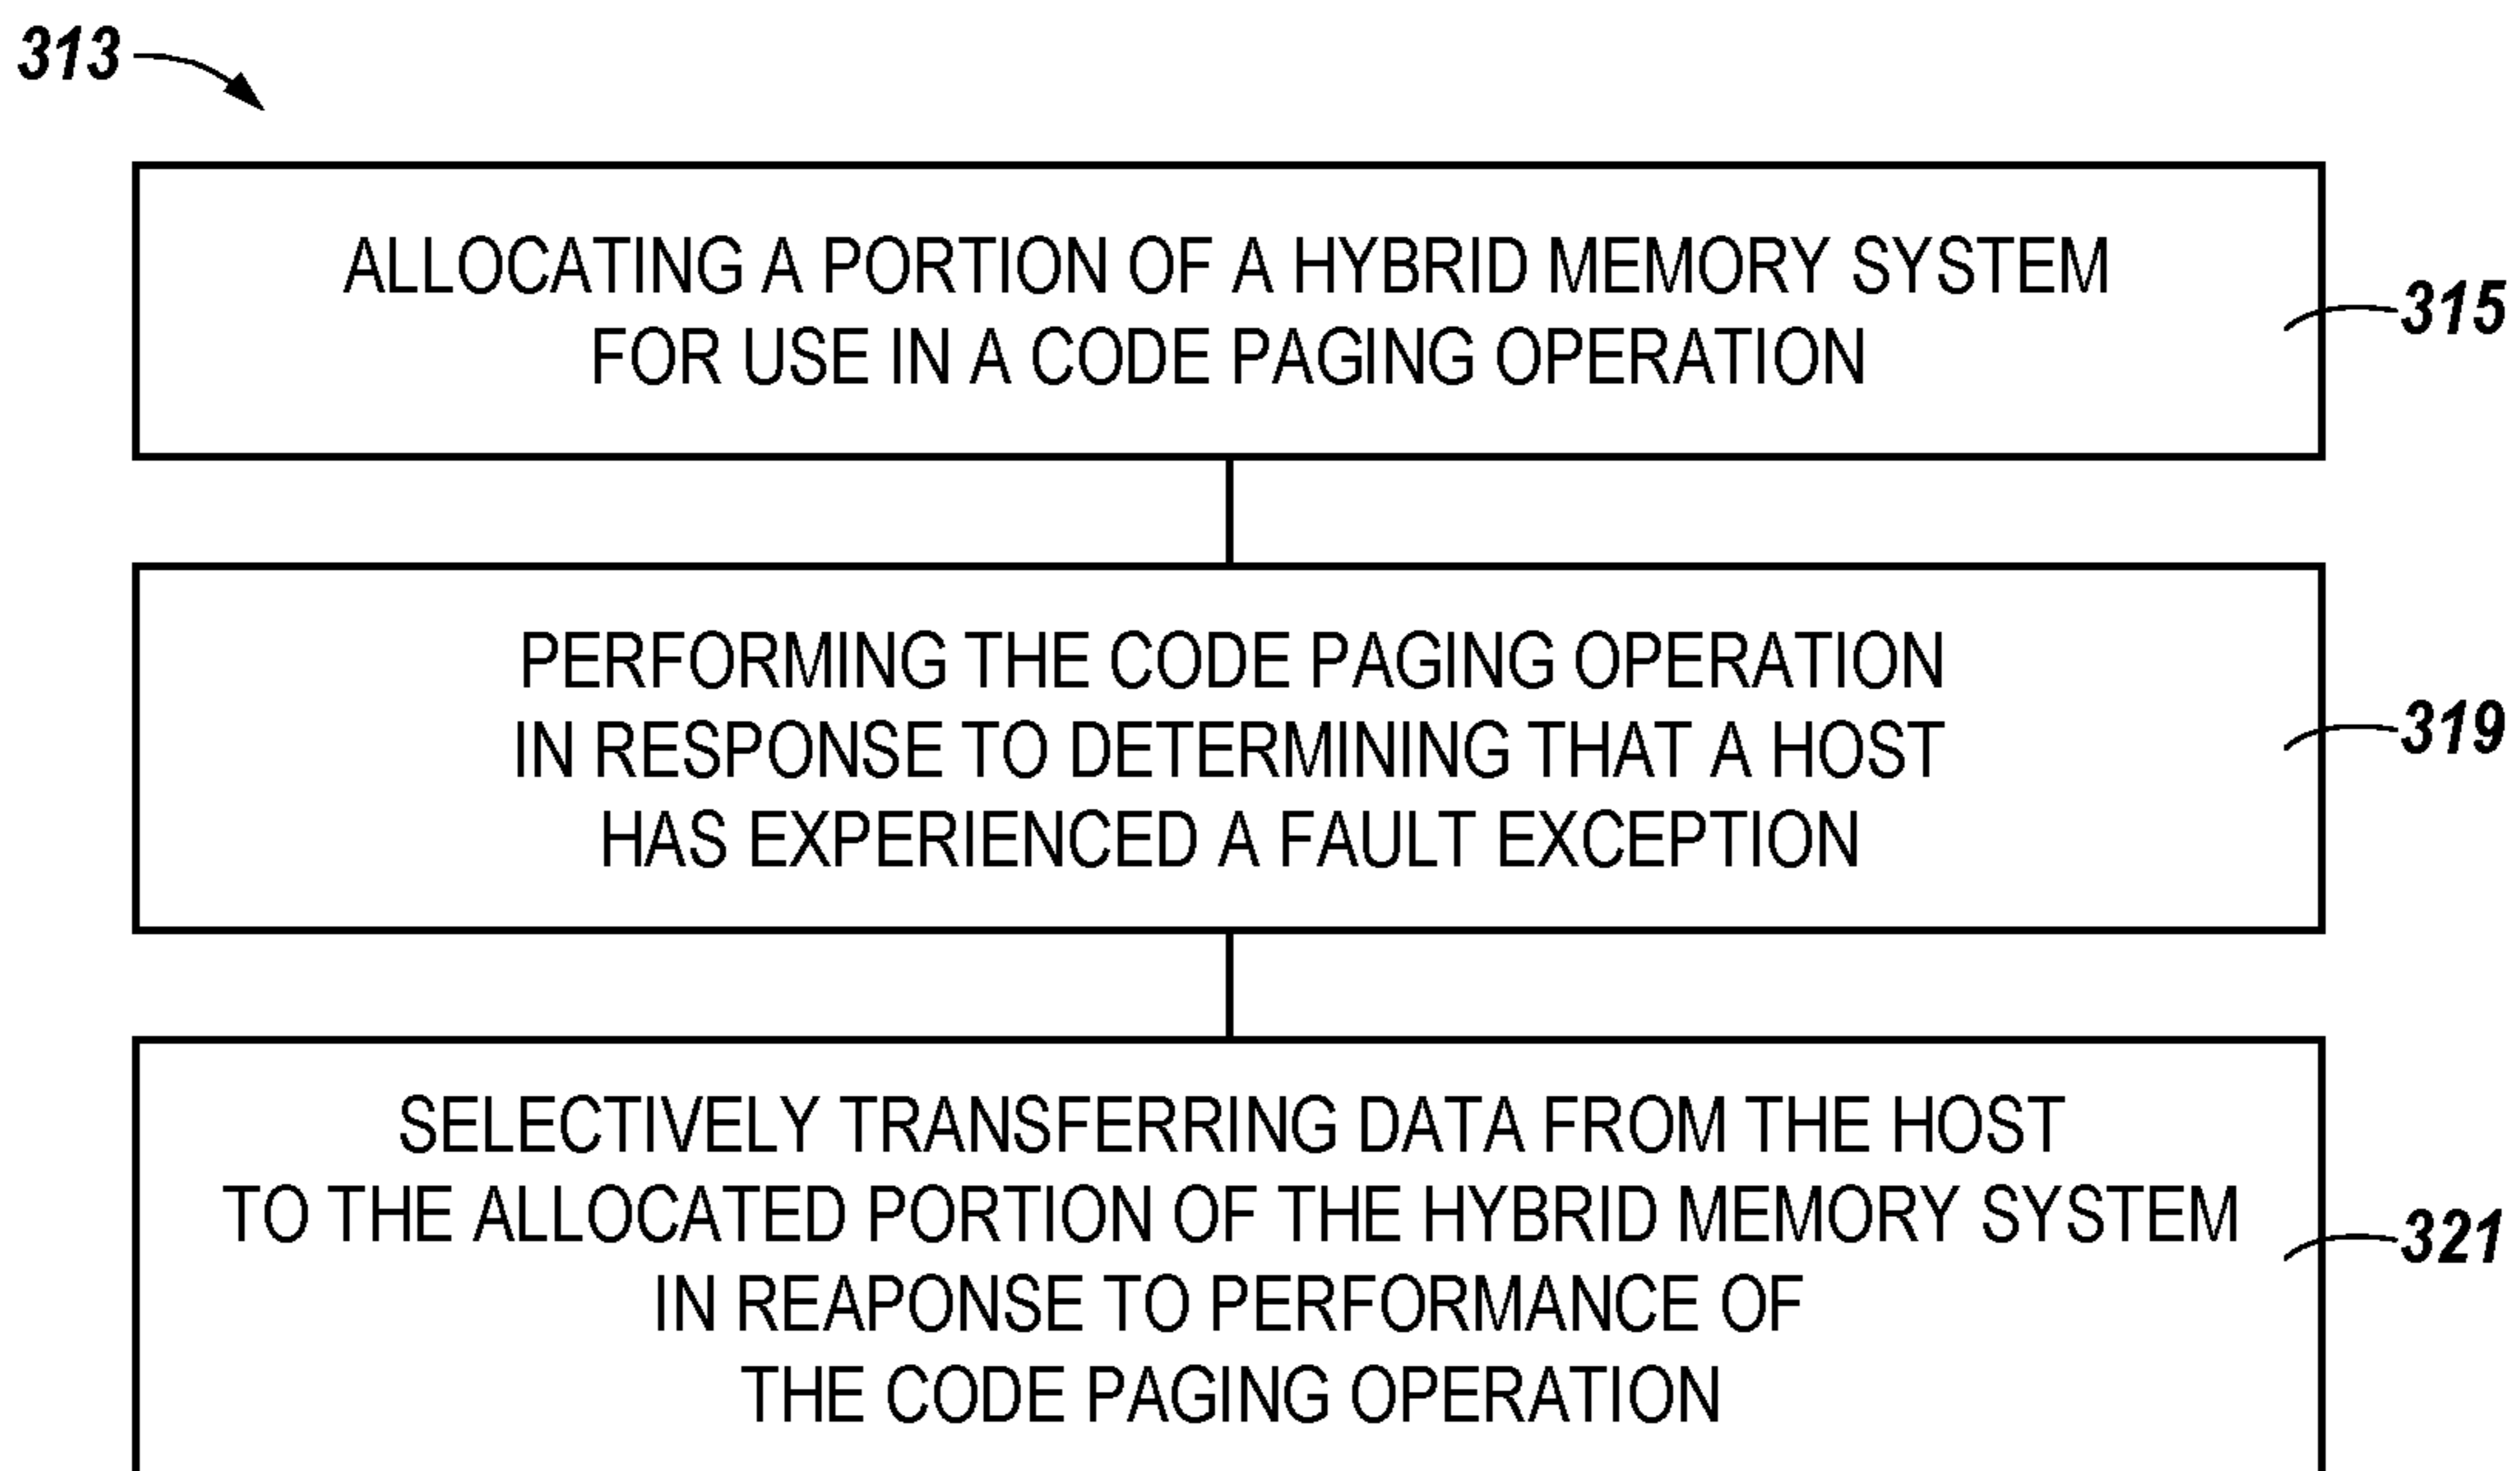 313
ALLOCATING A PORTION OF A HYBRID MEMORY SYSTEM
FOR USE IN A CODE PAGING OPERATION
315
PERFORMING THE CODE PAGING OPERATION
IN RESPONSE TO DETERMINING THAT A HOST
HAS EXPERIENCED A FAULT EXCEPTION
319
SELECTIVELY TRANSFERRING DATA FROM THE HOST
TO THE ALLOCATED PORTION OF THE HYBRID MEMORY SYSTEM
IN REAPONSE TO PERFORMANCE OF
THE CODE PAGING OPERATION
321